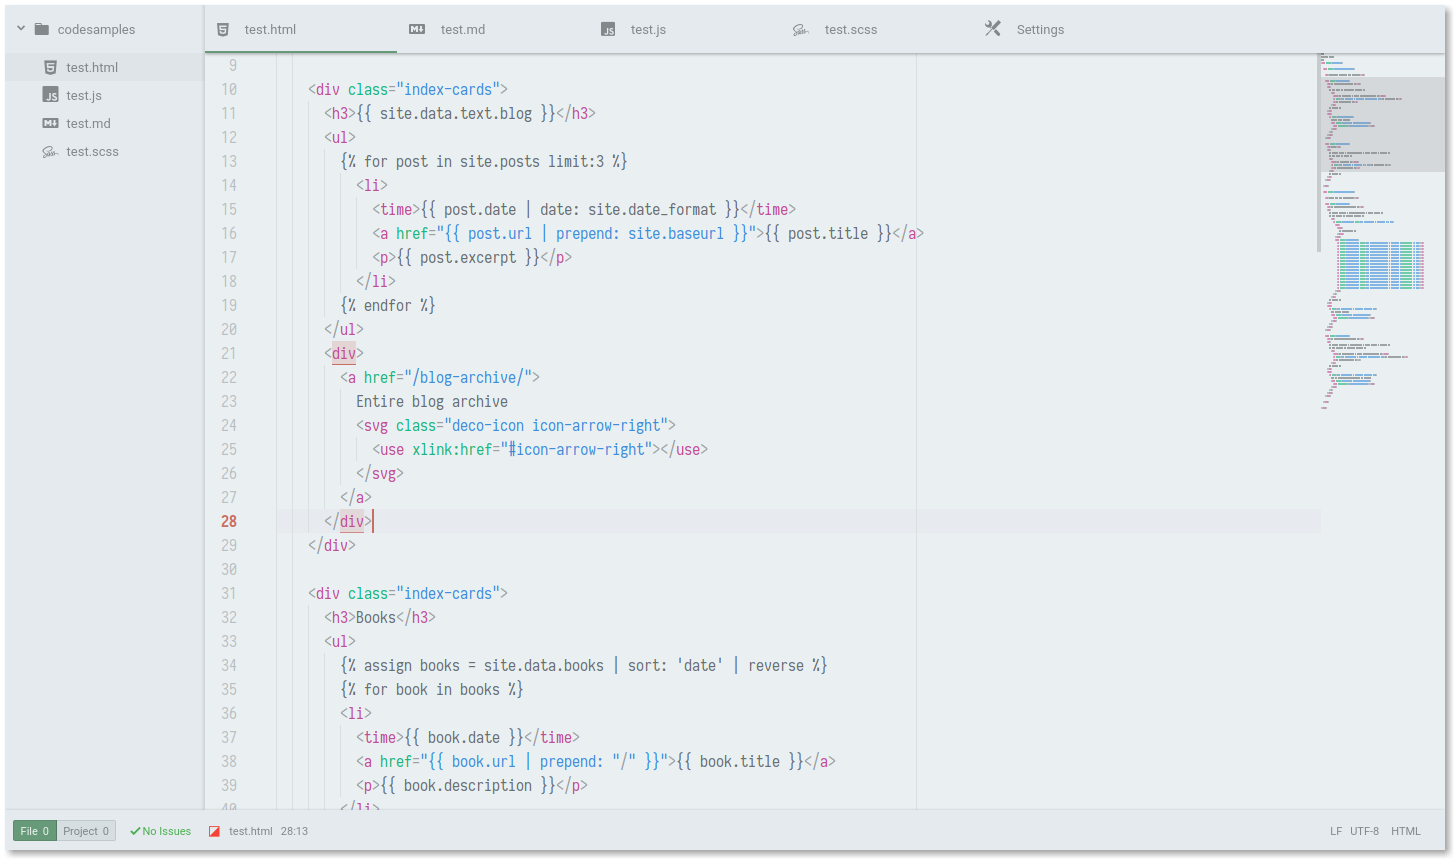 codesamples
test.html
test.js
test.md
test.scss
test.html test.md test.js test.scss Settings
9
10 <div class="index-cards">
11 <h3>{{ site.data.text.blog }}</h3>
12 <ul>
13 {% for post in site.posts limit:3 %}
14 <li>
15 <time>{{ post.date | date: site.date_format }}</time>
16 <a href="{{ post.url | prepend: site.baseurl }}">{{ post.title }}</a>
17 <p>{{ post.excerpt }}</p>
18 </li>
19 {% endfor %}
20 </ul>
21 <div>
22 <a href="/blog-archive/">
23 Entire blog archive
24 <svg class="deco-icon icon-arrow-right">
25 <use xlink:href="#icon-arrow-right"></use>
26 </svg>
27 </a>
28 </div>
29 </div>
30
31 <div class="index-cards">
32 <h3>Books</h3>
33 <ul>
34 {% assign books = site.data.books | sort: 'date' | reverse %}
35 {% for book in books %}
36 <li>
37 <time>{{ book.date }}</time>
38 <a href="{{ book.url | prepend: "/" }}">{{ book.title }}</a>
39 <p>{{ book.description }}</p>
40 </li>
File 0 Project 0 No Issues test.html 28:13 LF UTF-8 HTML